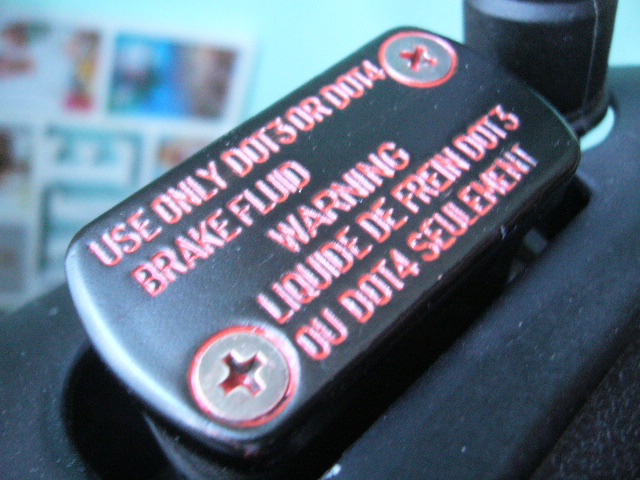 USE ONLY DOT3 OR DOT4
BRAKE FLUID
WARNING
LIQUIDE DE FREIN DOT3
OU DOT4 SEULEMENT